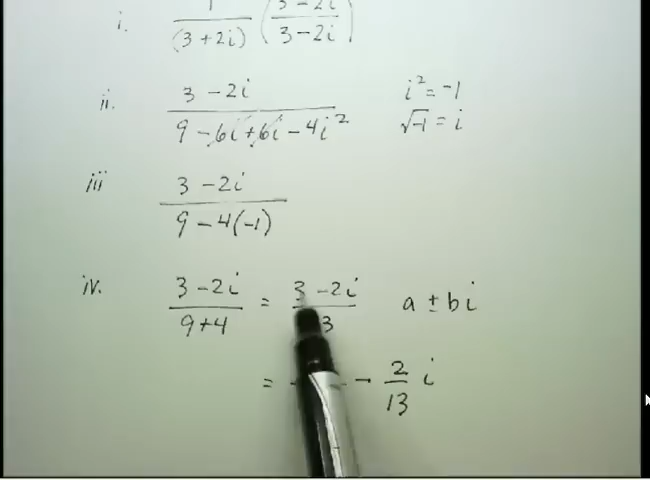 i. 1/(3+2i) (3-2i/3-2i)
ii. 3-2i/9-6i+6i-4i² i²=-1
√-1=i
iii 3-2i/9-4(-1)
iv. 3-2i/9+4 = 3-2i/3 a±bi
= - 2/13 i